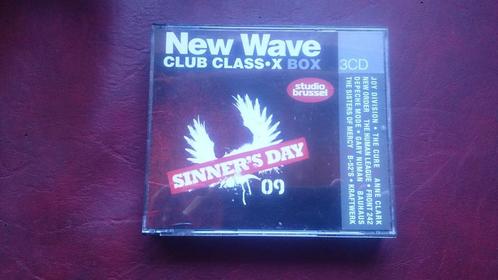 New Wave
CLUB CLASS•X BOX
3CD
studio
brussel
SINNER'S DAY
09
JOY DIVISION • THE CURE ANNE CLARK
NEW ORDER THE HUMAN LEAGUE • FRONT 242
DEPECHE MODE • GARY NUMAN BAUHAUS
THE SISTERS OF MERCY B-52'S • KRAFTWERK